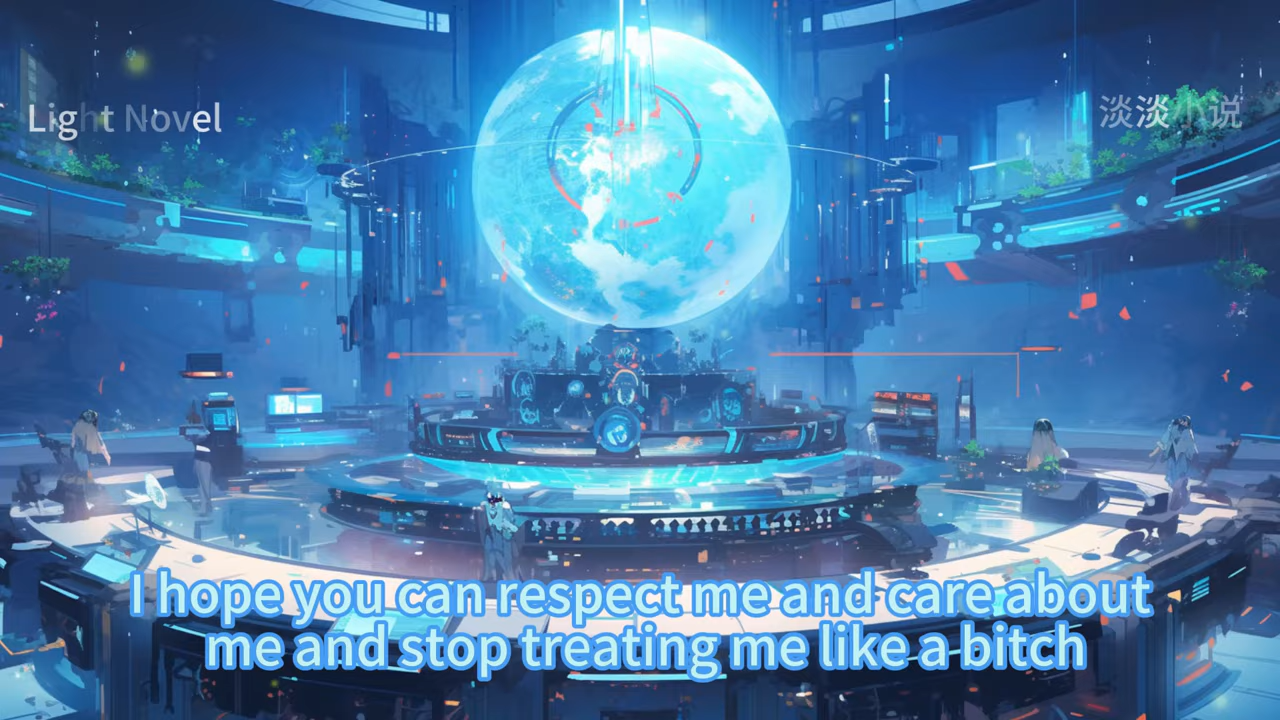 Light Novel
淡淡小说
I hope you can respect me and care about
me and stop treating me like a bitch